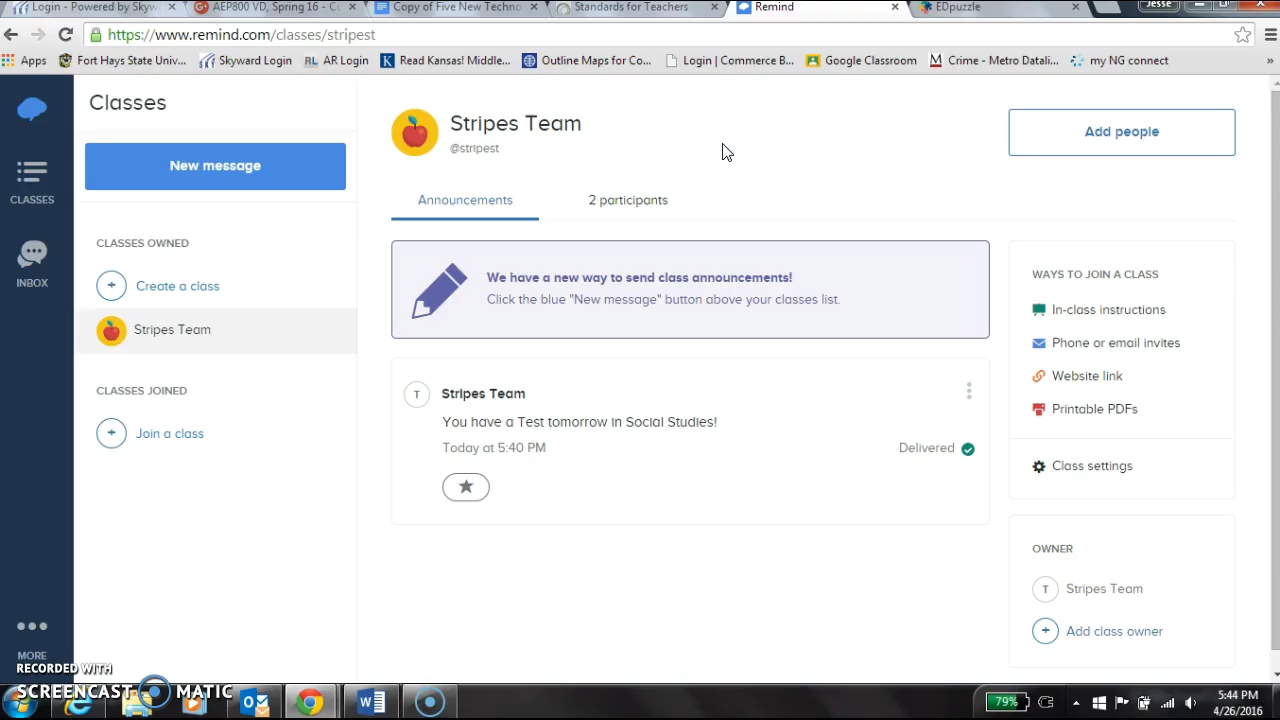 Login - Powered by Skyw
AEP800 VD, Spring 16 - C
Copy of Five New Techno
Standards for Teachers
Remind
EDpuzzle
Jesse
https://www.remind.com/classes/stripest
Apps
Fort Hays State Univ...
Skyward Login
RL AR Login
K Read Kansas! Middle...
Outline Maps for Co...
Login | Commerce B...
Google Classroom
M Crime - Metro Datali...
my NG connect
»
Classes
Stripes Team
@stripest
Add people
New message
CLASSES
Announcements
2 participants
CLASSES OWNED
INBOX
Create a class
Stripes Team
CLASSES JOINED
Join a class
We have a new way to send class announcements!
Click the blue "New message" button above your classes list.
T Stripes Team
You have a Test tomorrow in Social Studies!
Today at 5:40 PM
Delivered
WAYS TO JOIN A CLASS
In-class instructions
Phone or email invites
Website link
Printable PDFs
Class settings
OWNER
T Stripes Team
Add class owner
MORE
RECORDED WITH
SCREENCAST MATIC
79%
5:44 PM
4/26/2016